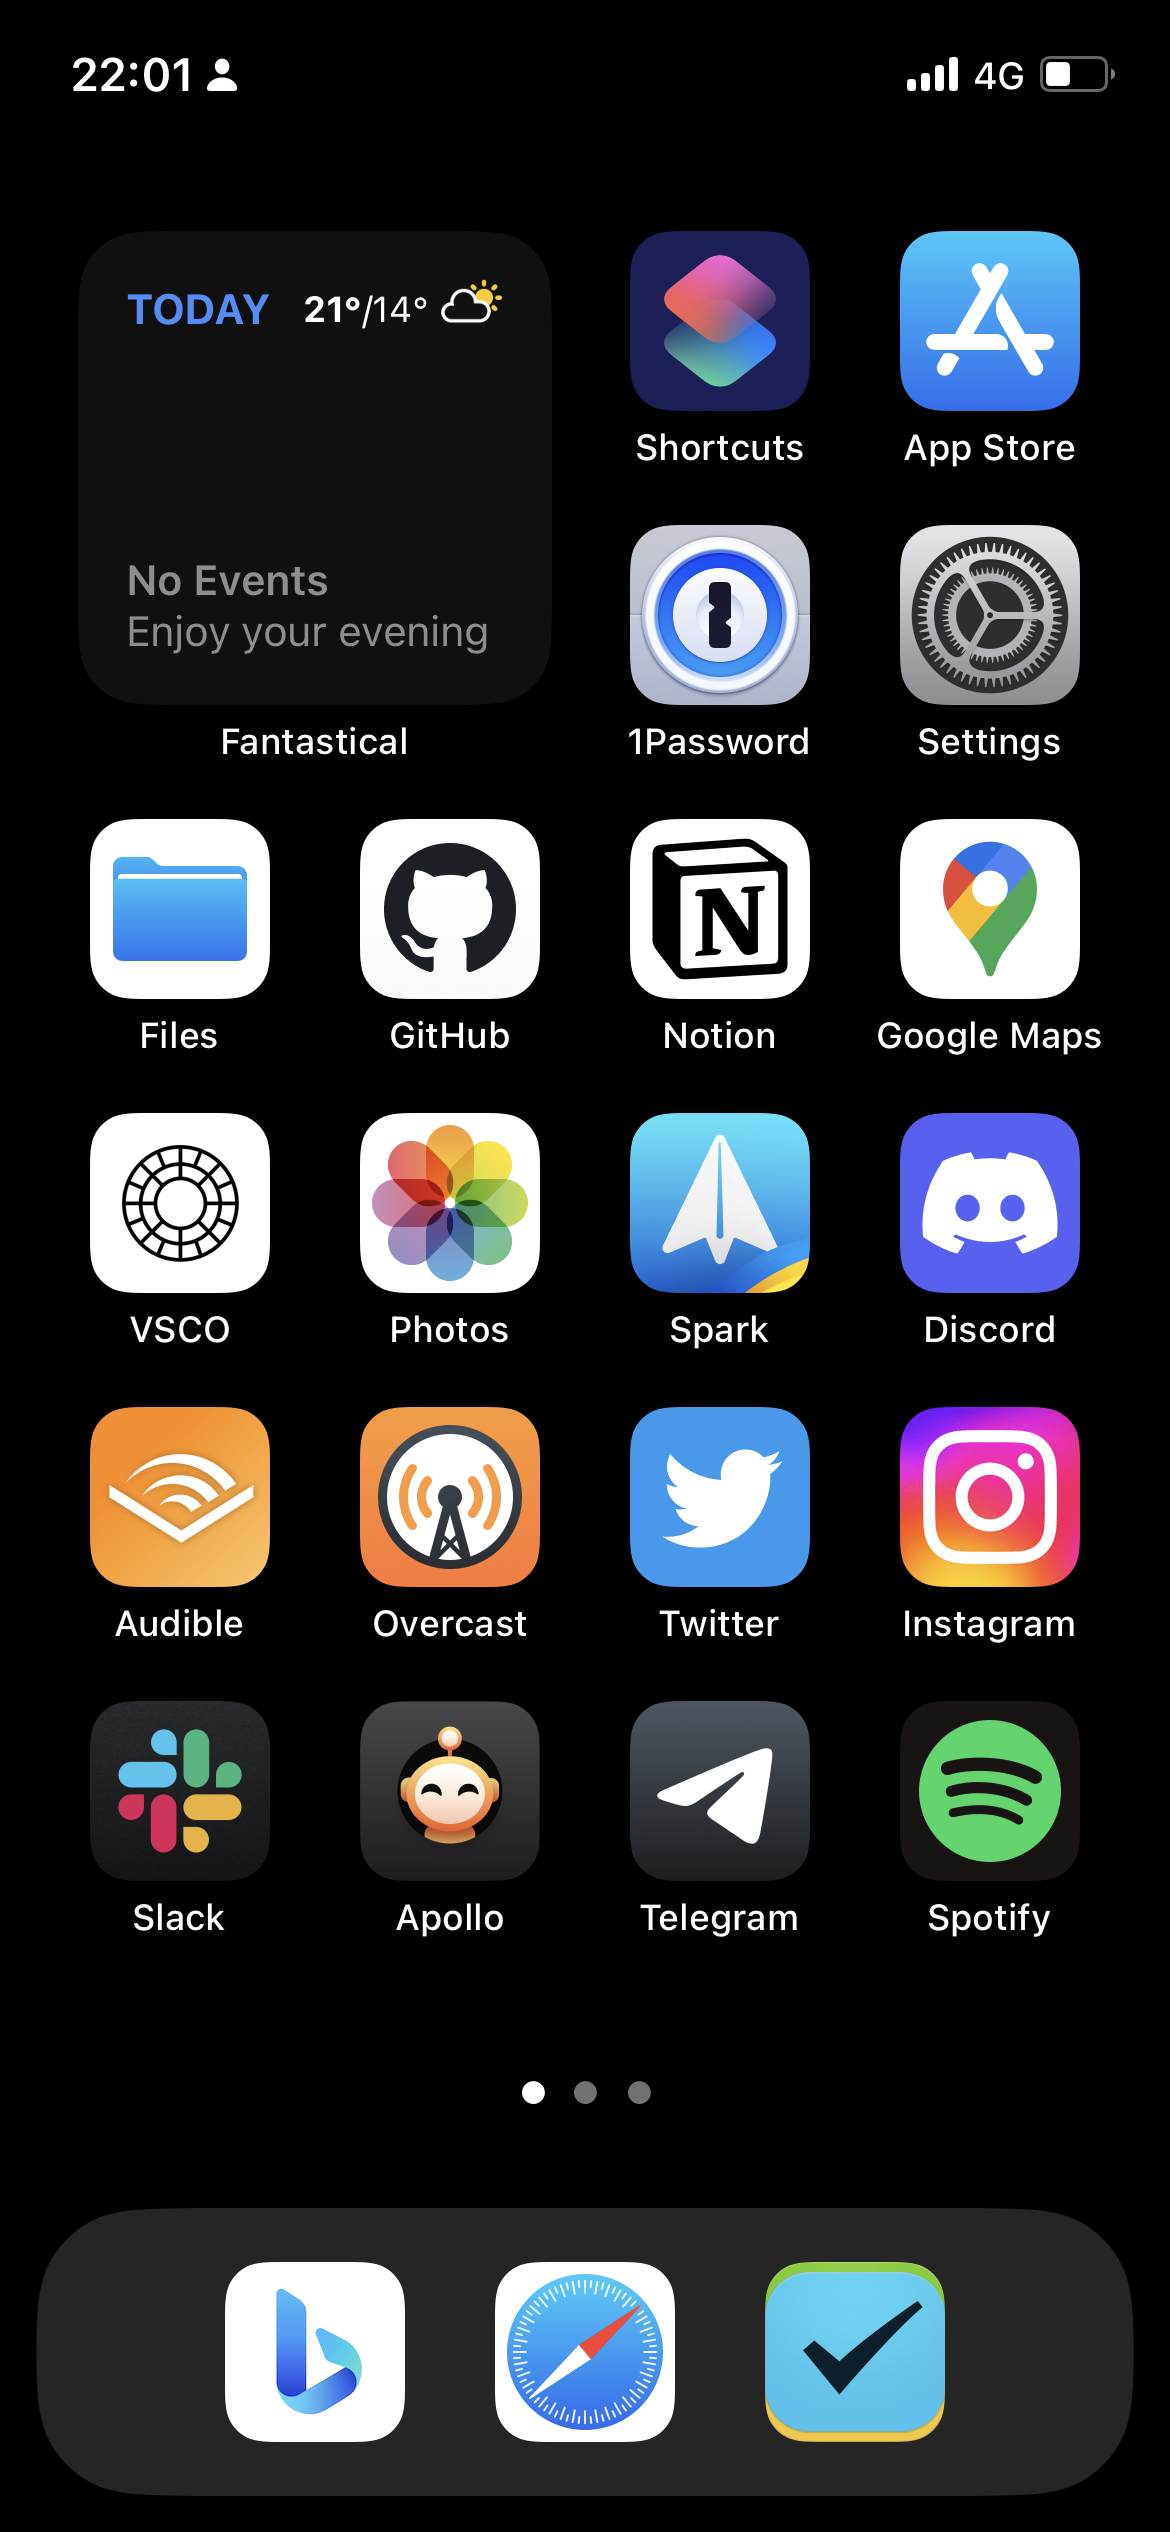 22:01 4G
TODAY 21°/14°
No Events
Enjoy your evening
Fantastical
Shortcuts App Store
1Password Settings
N
Files GitHub Notion Google Maps
VSCO Photos Spark Discord
Audible Overcast Twitter Instagram
Slack Apollo Telegram Spotify